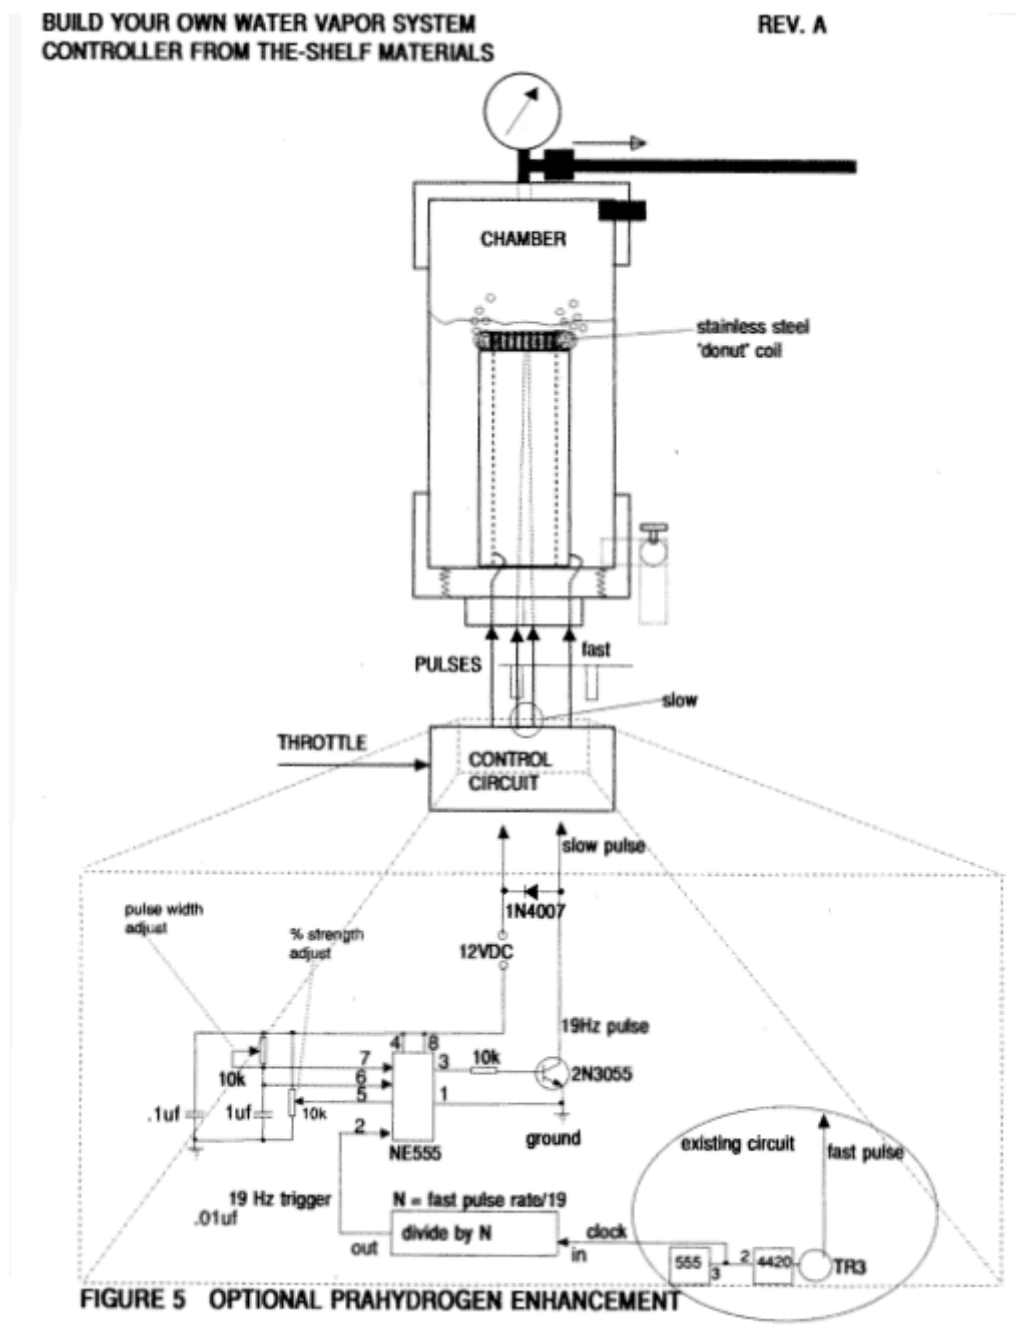 BUILD YOUR OWN WATER VAPOR SYSTEM
CONTROLLER FROM THE-SHELF MATERIALS
REV. A
CHAMBER
stainless steel
"donut" coil
PULSES
fast
slow
THROTTLE
CONTROL
CIRCUIT
slow pulse
1N4007
pulse width
adjust
% strength
adjust
12VDC
19Hz pulse
4 8
7
3
10k
2N3055
10k
6
5
1
.1uf
1uf
10k
2
NE555
ground
existing circuit
fast pulse
19 Hz trigger
.01uf
N = fast pulse rate/19
divide by N
clock
out
in
555
3
2
4420
TR3
FIGURE 5 OPTIONAL PRAHYDROGEN ENHANCEMENT